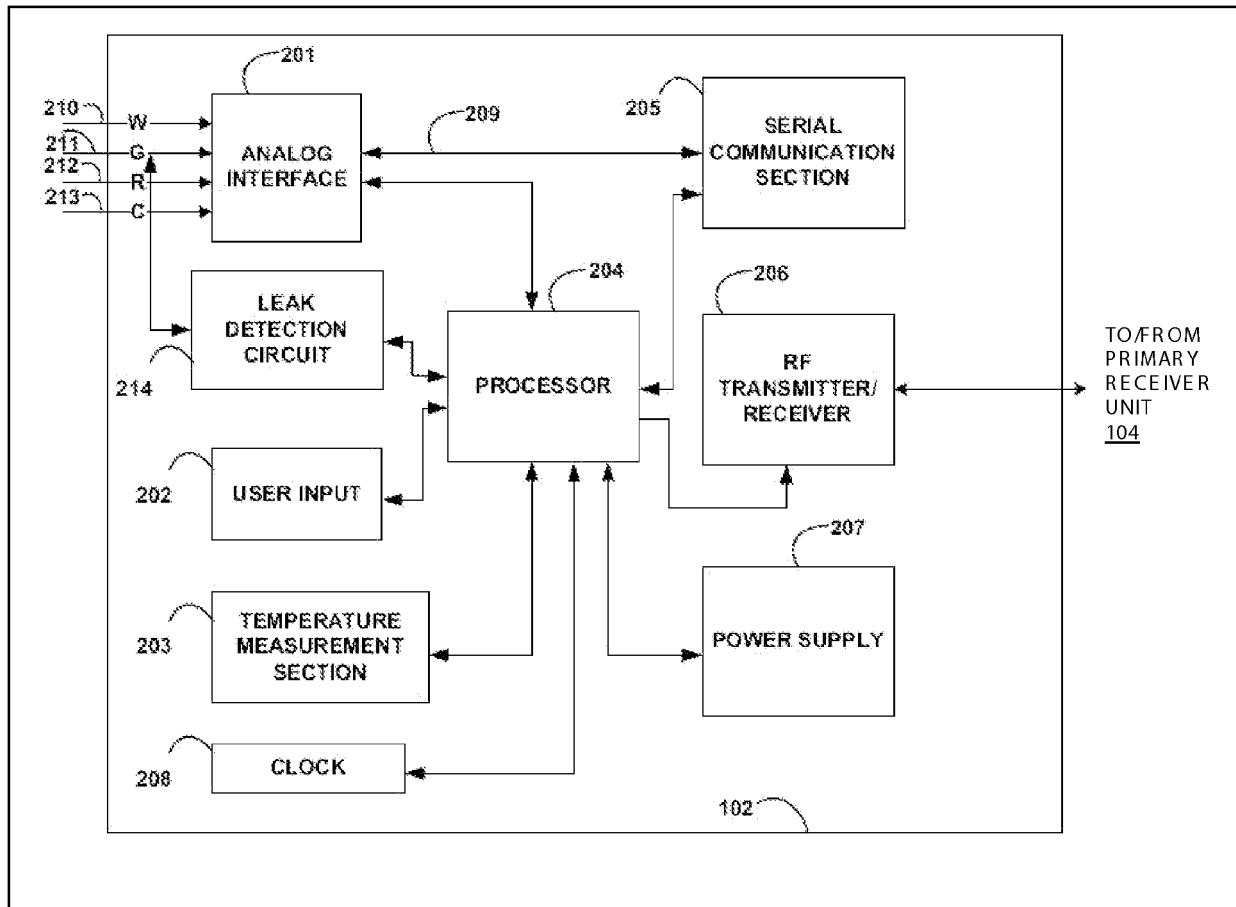 201
210
W
211
G
212
R
213
C
ANALOG
INTERFACE
209
205
SERIAL
COMMUNICATION
SECTION
LEAK
DETECTION
CIRCUIT
214
204
PROCESSOR
206
RF
TRANSMITTER/
RECEIVER
TO/FROM
PRIMARY
RECEIVER
UNIT
104
202
USER INPUT
207
POWER SUPPLY
203
TEMPERATURE
MEASUREMENT
SECTION
208
CLOCK
102